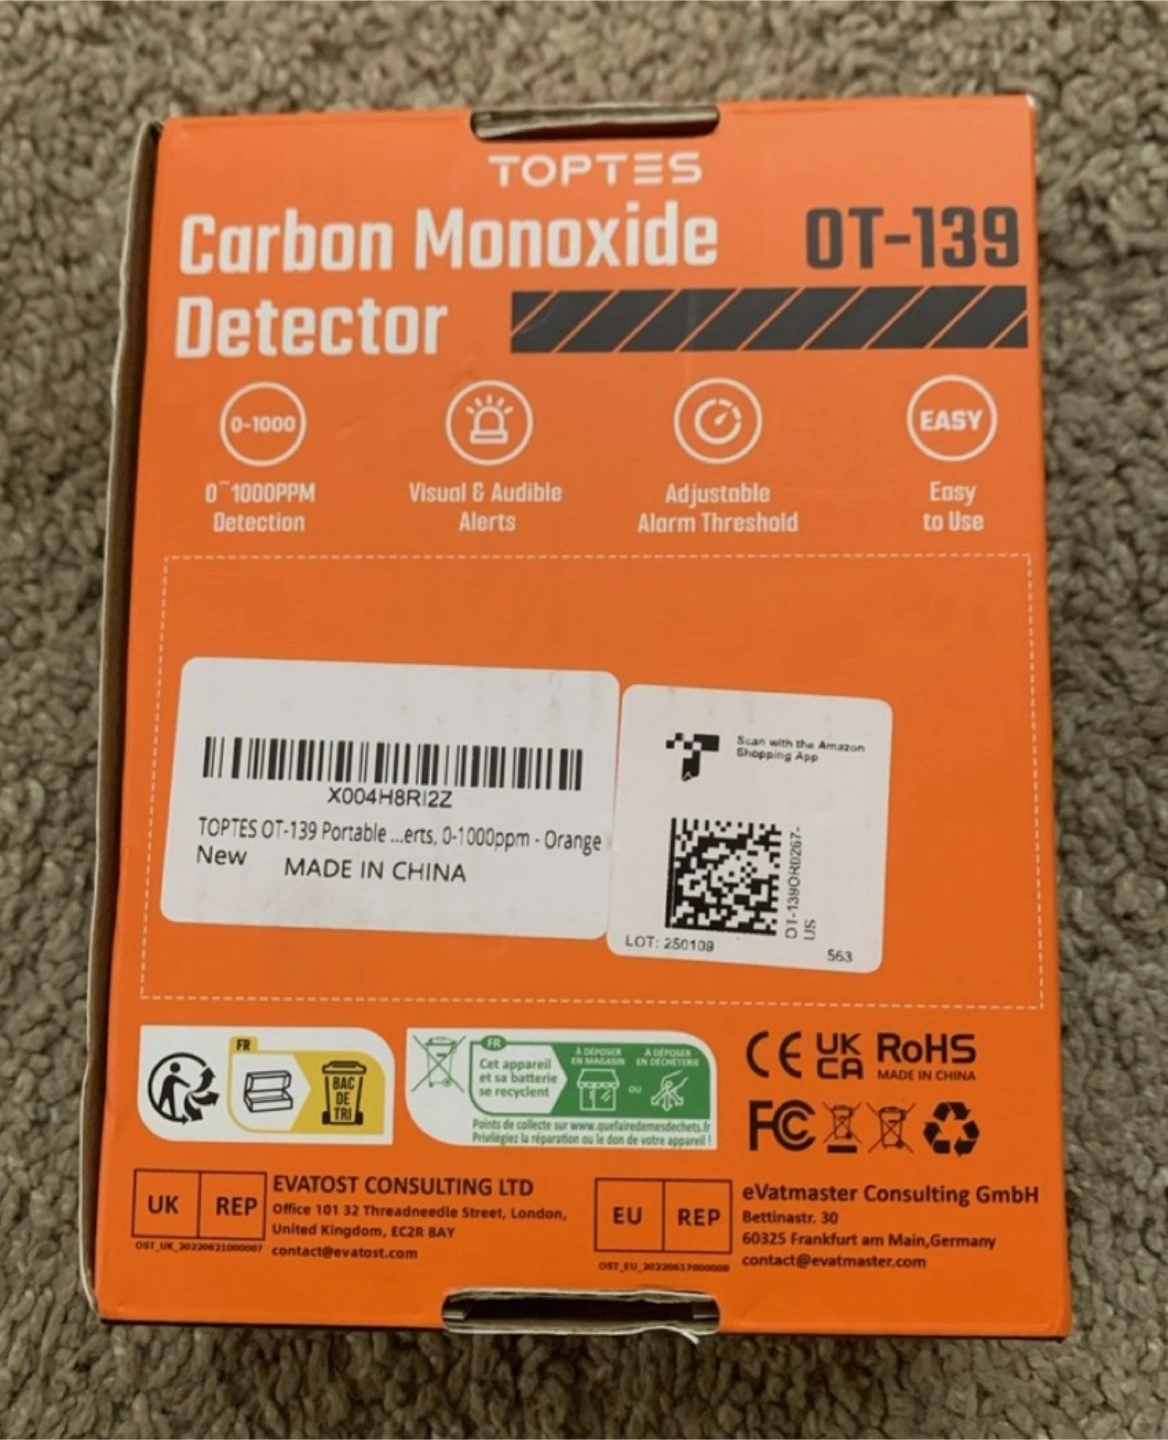 TOPTES
Carbon Monoxide
Detector
OT-139
0-1000
0~1000PPM
Detection
Visual & Audible
Alerts
Adjustable
Alarm Threshold
EASY
Easy
to Use
X004H8RI2Z
TOPTES OT-139 Portable ...erts, 0-1000ppm - Orange
New MADE IN CHINA
Scan with the Amazon
Shopping App
OT-139OR0267-
US
LOT: 250109
563
FR
BAC
DE
TRI
FR
Cet appareil
et sa batterie
se recyclent
À DÉPOSER
EN MAGASIN
OU
À DÉPOSER
EN DÉCHÈTERIE
Points de collecte sur www.quefairedemesdechets.fr
Privilégiez la réparation ou le don de votre appareil !
CE
UK
CA
RoHS
MADE IN CHINA
FC
UK REP
OST_UK_20220621000007
EVATOST CONSULTING LTD
Office 101 32 Threadneedle Street, London,
United Kingdom, EC2R 8AY
contact@evatost.com
EU REP
OST_EU_20220617000008
eVatmaster Consulting GmbH
Bettinastr. 30
60325 Frankfurt am Main,Germany
contact@evatmaster.com